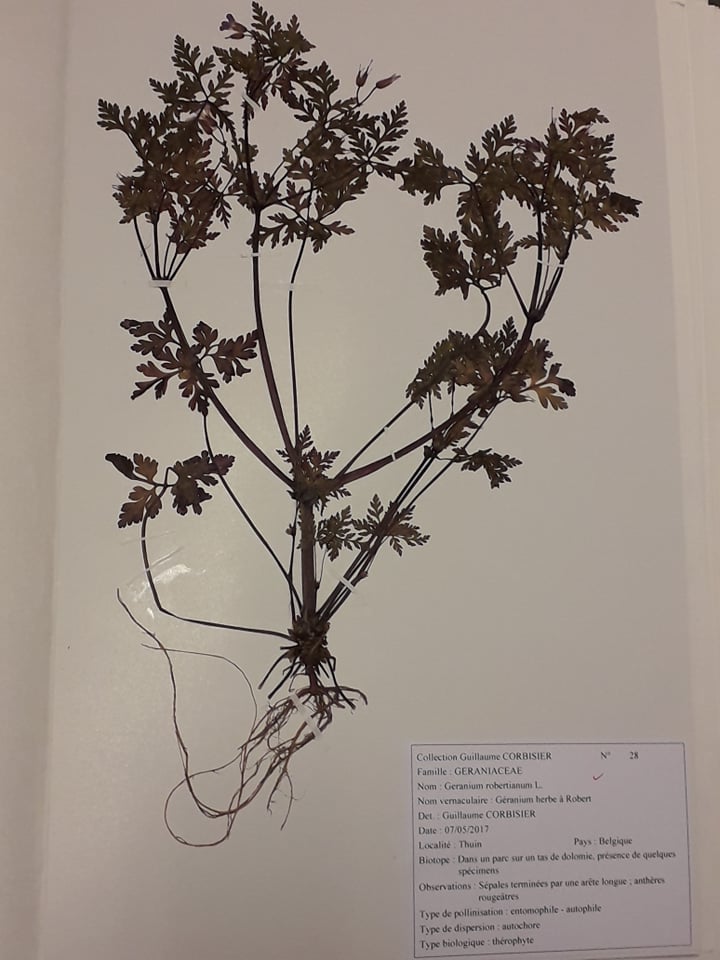 Collection Guillaume CORBISIER N° 28
Famille : GERANIACEAE
Nom : Geranium robertianum L.
Nom vernaculaire : Géranium herbe à Robert
Det. : Guillaume CORBISIER
Date : 07/05/2017
Localité : Thuin Pays : Belgique
Biotope : Dans un parc sur un tas de dolomie, présence de quelques
spécimens
Observations : Sépales terminées par une arête longue ; anthères
rougeâtres
Type de pollinisation : entomophile - autophile
Type de dispersion : autochore
Type biologique : thérophyte